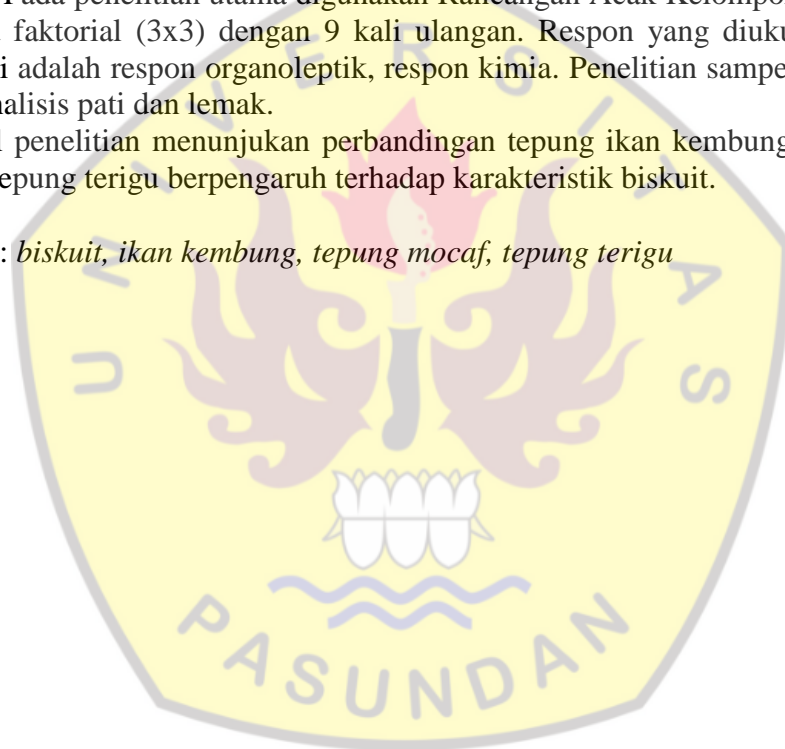 Pada penelitian utama digunakan Rancangan Acak Kelompo
faktorial (3x3) dengan 9 kali ulangan. Respon yang diuku
i adalah respon organoleptik, respon kimia. Penelitian sampe
nalisis pati dan lemak.
l penelitian menunjukan perbandingan tepung ikan kembung
tepung terigu berpengaruh terhadap karakteristik biskuit.
: biskuit, ikan kembung, tepung mocaf, tepung terigu
UNIVERSITAS
PASUNDAN